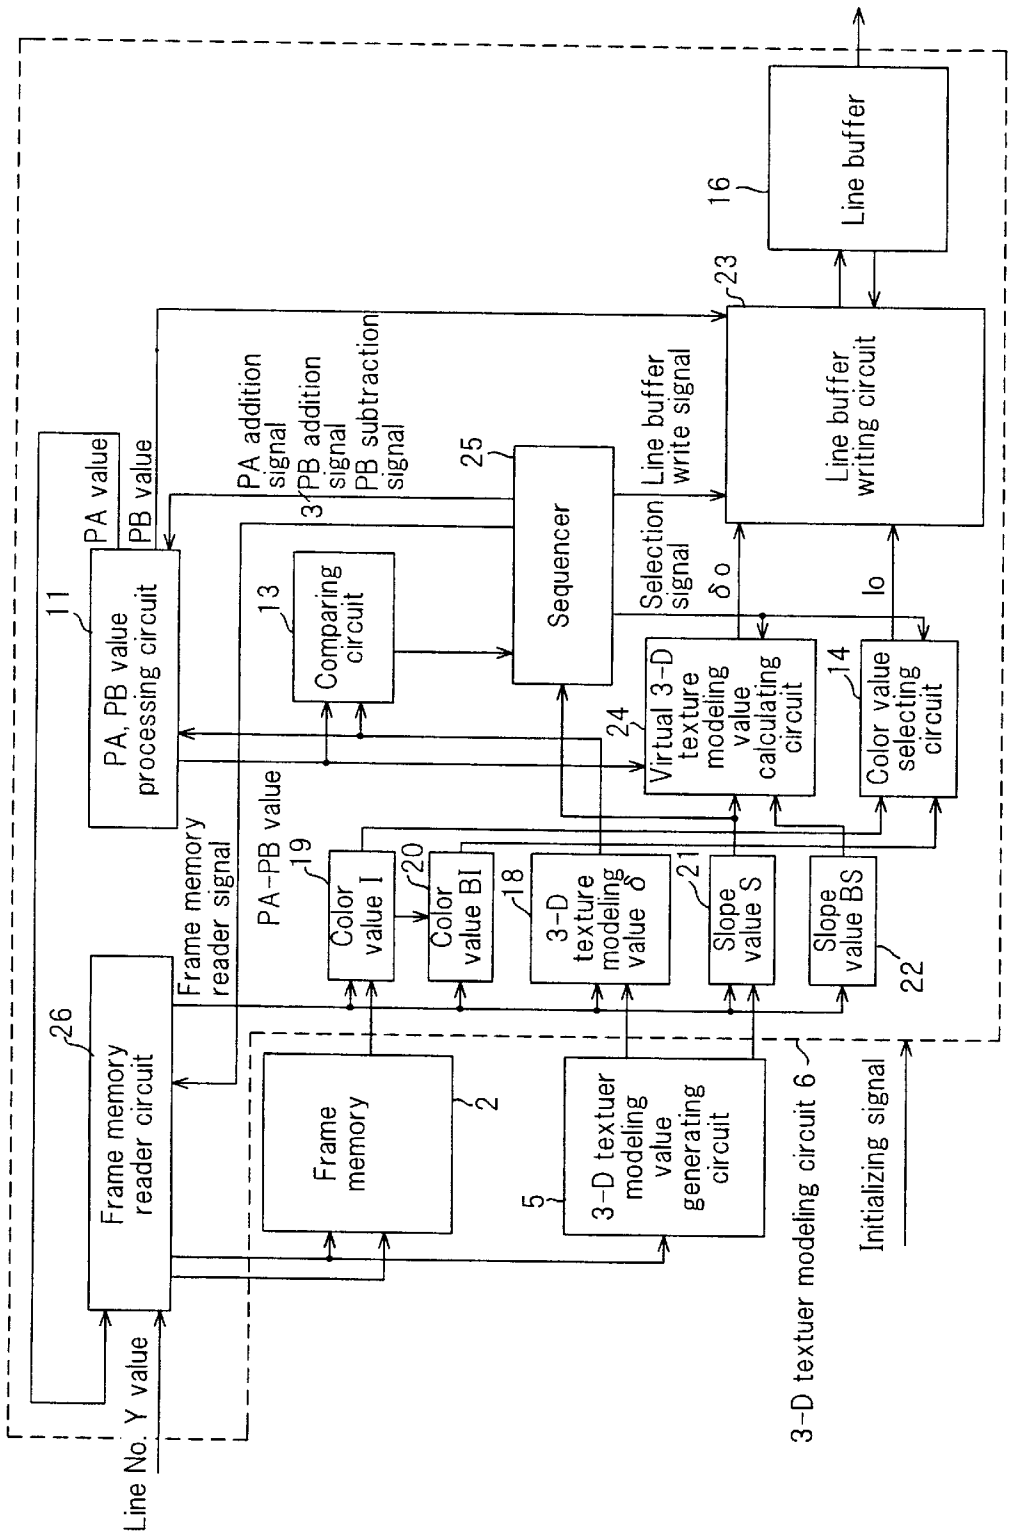 Line No. Y value
26
Frame memory
reader circuit
Frame memory
reader signal
11
PA, PB value
processing circuit
PA value
PB value
PA-PB value
PA addition
signal
3
PB addition
signal
PB subtraction
signal
2
Frame
memory
19
Color
value I
20
Color
value BI
13
Comparing
circuit
25
Sequencer
5
3-D textuer
modeling
value
generating
circuit
18
3-D
texture
modeling
value δ
21
Slope
value S
22
Slope
value BS
24
Virtual 3-D
texture
modeling
value
calculating
circuit
14
Color value
selecting
circuit
Selection
signal
Line buffer
write signal
δo
Io
23
Line buffer
writing circuit
16
Line buffer
3-D textuer modeling circuit 6
Initializing signal